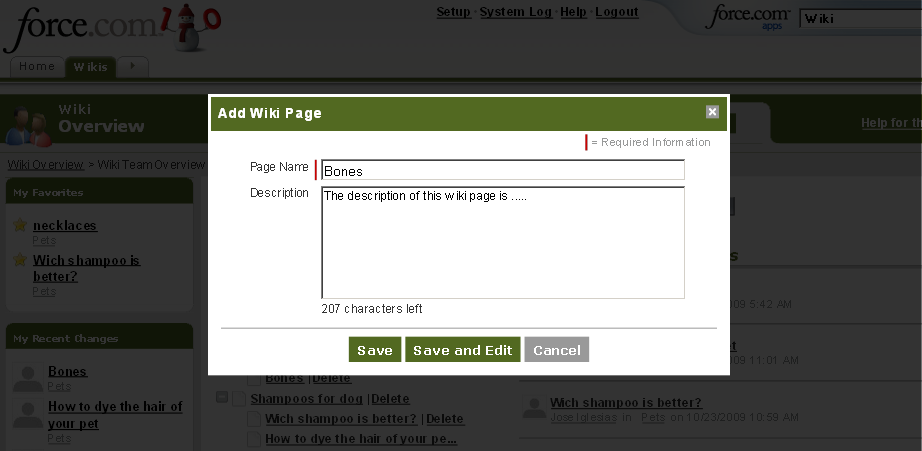 force.com
10
Setup · System Log · Help · Logout
force.com
apps
Wiki
Home
Wikis
Wiki
Overview
Help for th
Wiki Overview > Wiki Team Overview
Add Wiki Page
= Required Information
Page Name
Bones
Description
The description of this wiki page is .....
207 characters left
Save
Save and Edit
Cancel
My Favorites
necklaces
Pets
Wich shampoo is
better?
Pets
My Recent Changes
Bones
Pets
How to dye the hair of
your pet
Pets
Bones | Delete
Shampoos for dog | Delete
Wich shampoo is better? | Delete
How to dye the hair of your pe...
009 5:42 AM
009 11:01 AM
Wich shampoo is better?
Jose Iglesias in Pets on 10/23/2009 10:59 AM